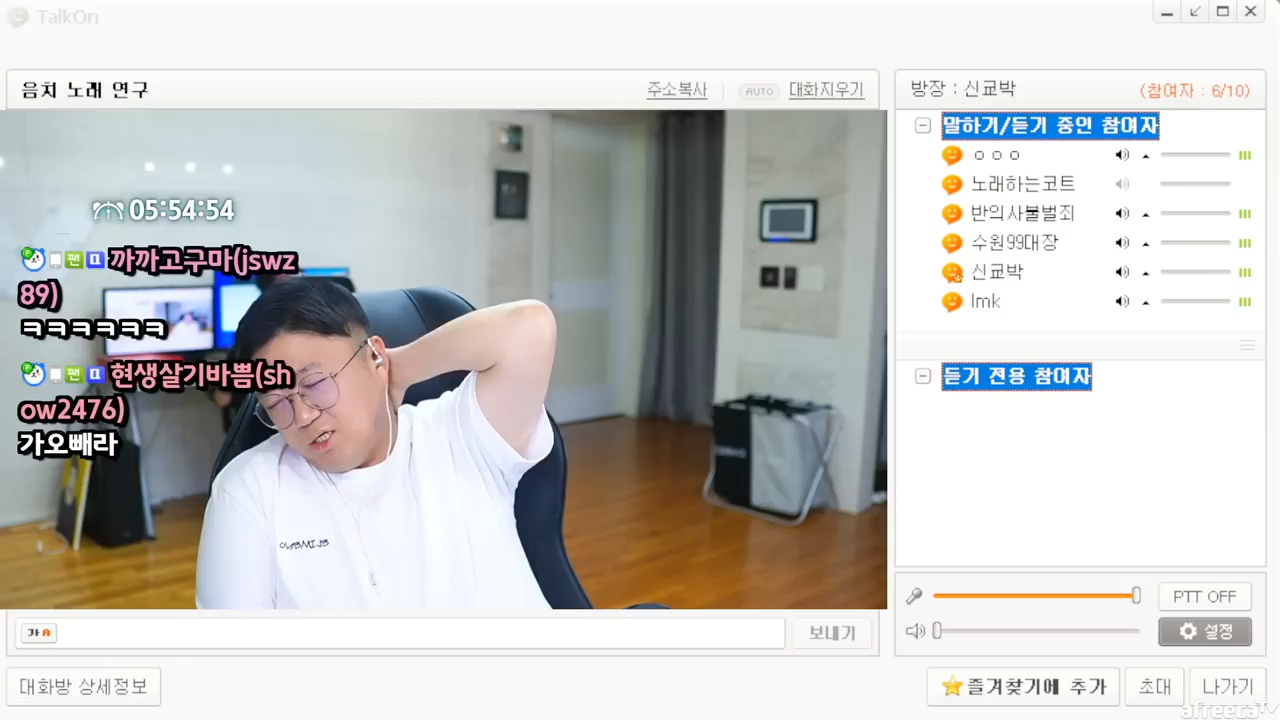 TalkOn
음치 노래 연구
주소복사
AUTO
대화지우기
방장 : 신교박
(참여자 : 6/10)
말하기/듣기 중인 참여자
ㅇㅇㅇ
노래하는코트
반의사불벌죄
수원99대장
신교박
lmk
듣기 전용 참여자
05:54:54
팬
까까고구마(jswz
89)
ㅋㅋㅋㅋㅋㅋ
팬
현생살기바쁨(sh
ow2476)
가오빼라
가A
보내기
PTT OFF
설정
대화방 상세정보
즐겨찾기에 추가
초대
나가기
afreecaTV